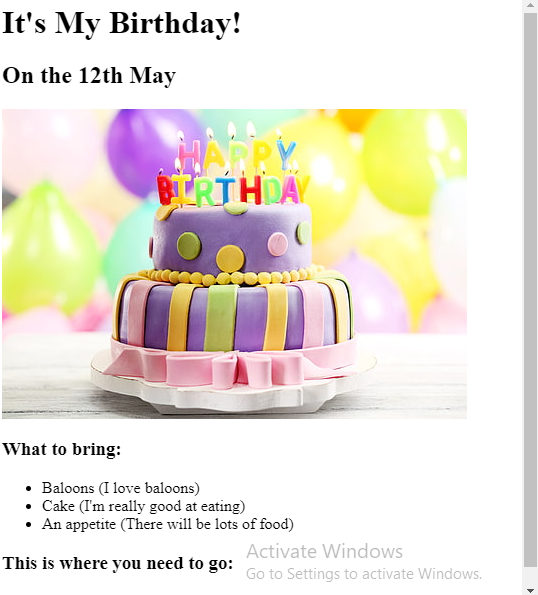 It's My Birthday!
On the 12th May
HAPPY
BIRTHDAY
What to bring:
Baloons (I love baloons)
Cake (I'm really good at eating)
An appetite (There will be lots of food)
This is where you need to go:
Activate Windows
Go to Settings to activate Windows.